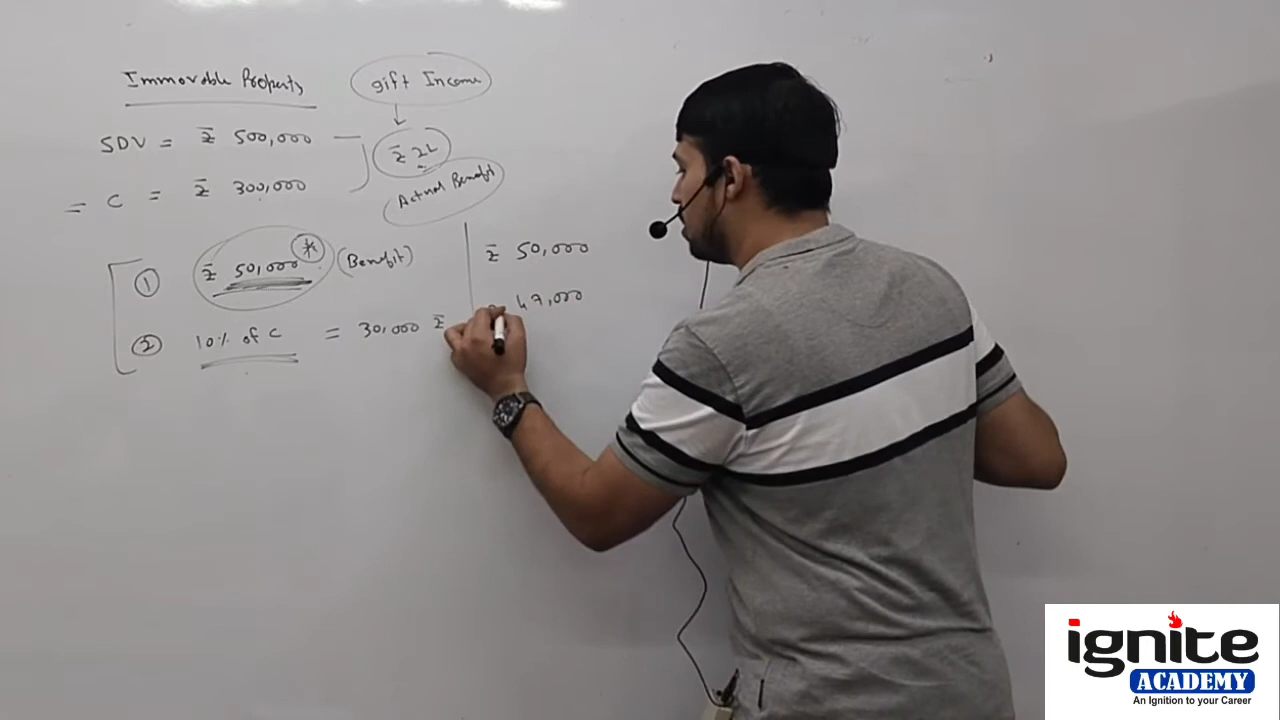 Immovable Property
gift Income
SDV = ₹ 500,000
₹ 2L
= C = ₹ 300,000
Actual Benefit
① ₹ 50,000 * (Benefit)
₹ 50,000
② 10% of C = 30,000 ₹
47,000
ignite
ACADEMY
An Ignition to your Career